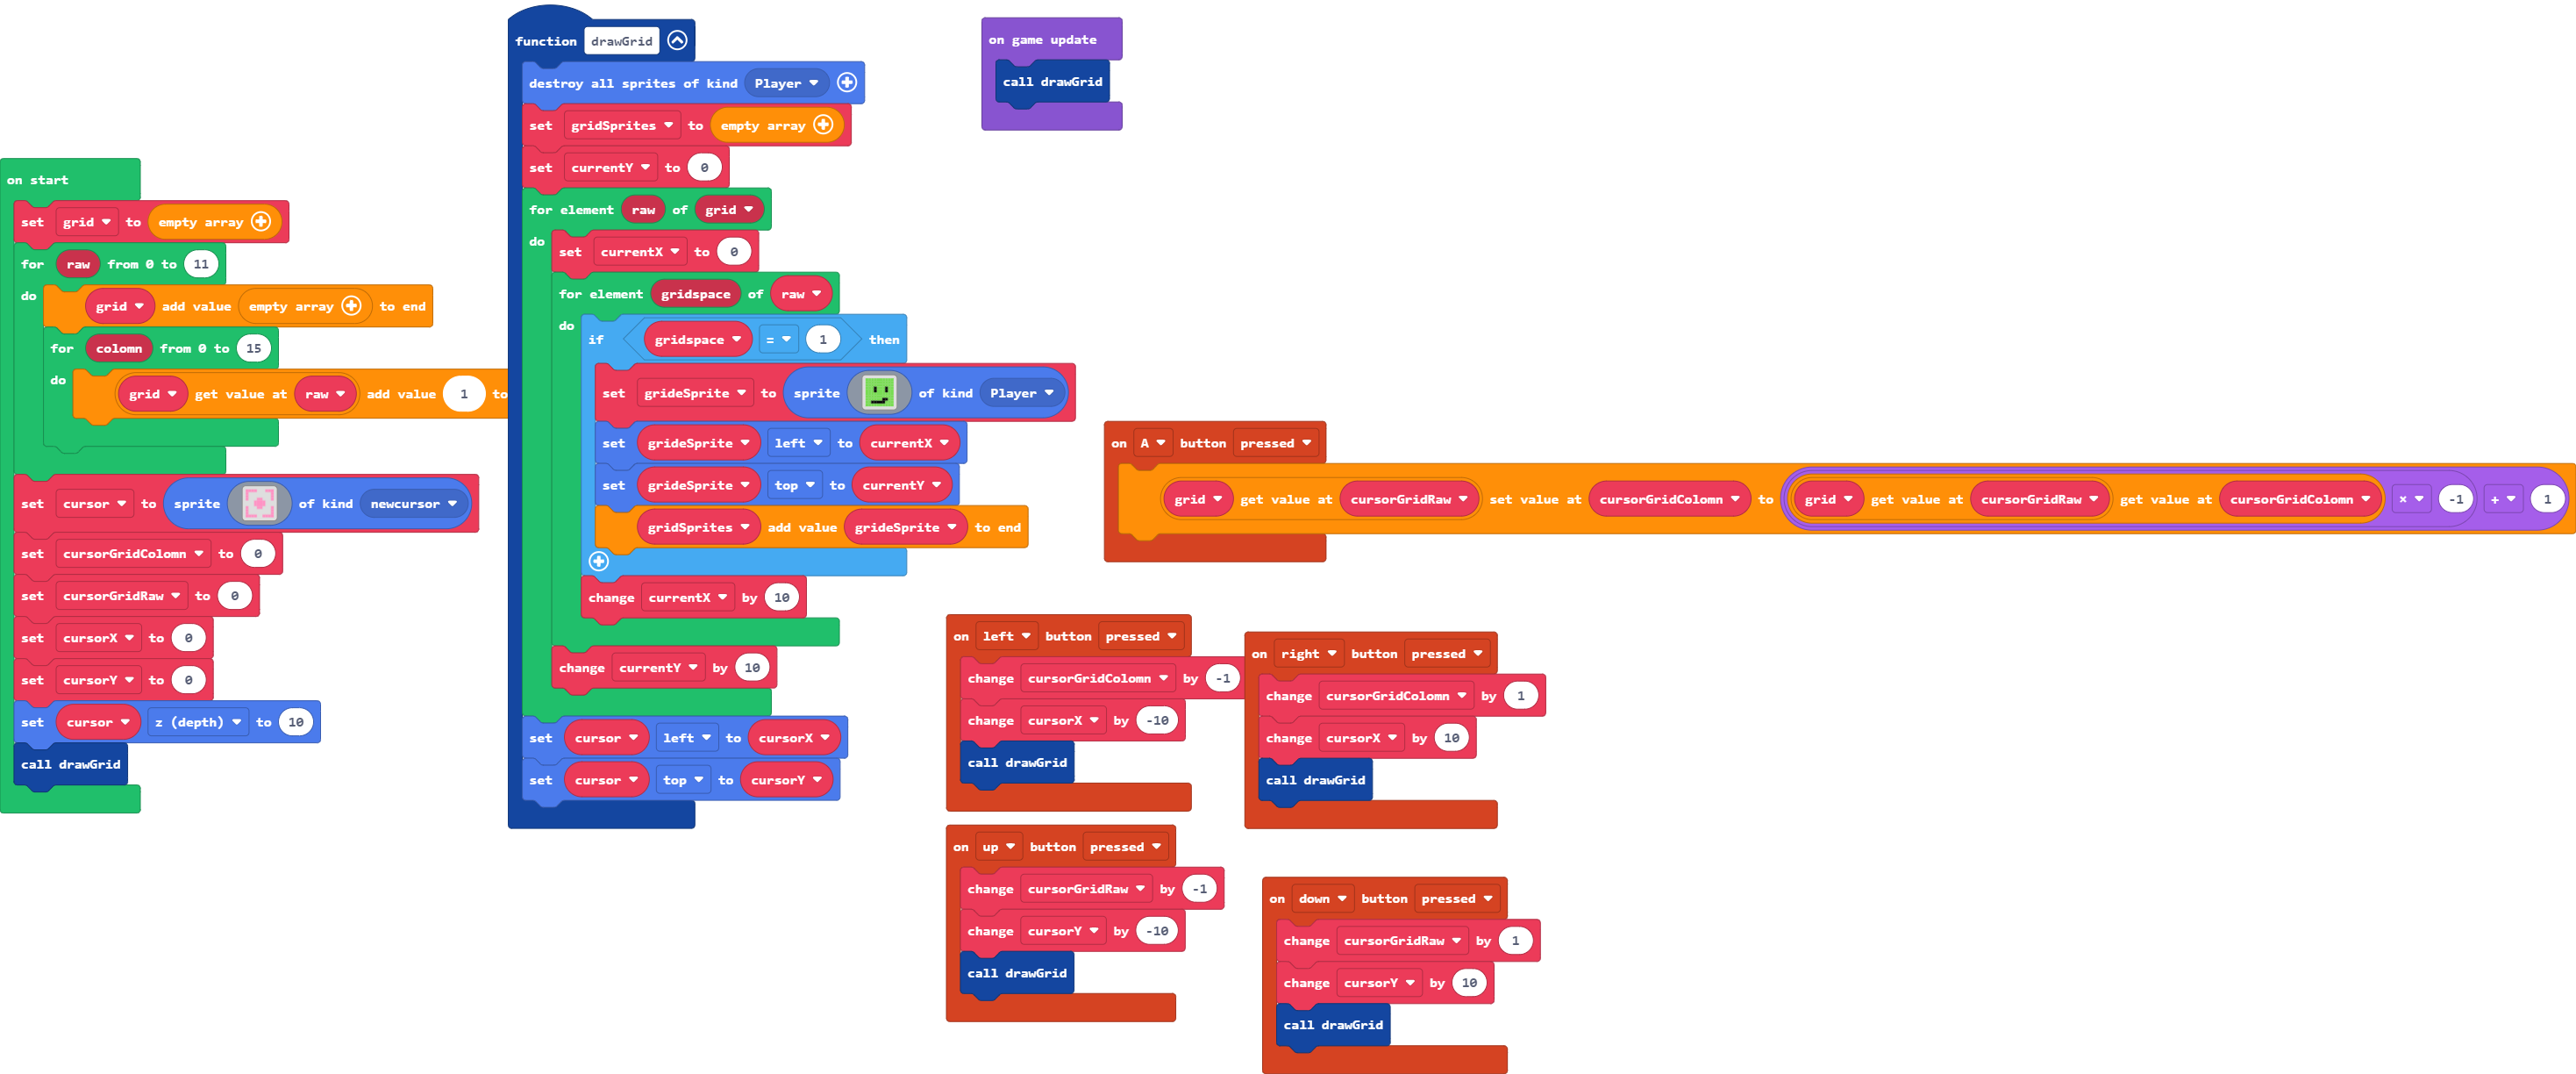 on start
set grid to empty array
for raw from 0 to 11
do
grid add value empty array to end
for colomn from 0 to 15
do
grid get value at raw add value 1 to
set cursor to sprite of kind newcursor
set cursorGridColomn to 0
set cursorGridRaw to 0
set cursorX to 0
set cursorY to 0
set cursor z (depth) to 10
call drawGrid
function drawGrid
destroy all sprites of kind Player
set gridSprites to empty array
set currentY to 0
for element raw of grid
do
set currentX to 0
for element gridspace of raw
do
if gridspace = 1 then
set grideSprite to sprite of kind Player
set grideSprite left to currentX
set grideSprite top to currentY
gridSprites add value grideSprite to end
change currentX by 10
change currentY by 10
set cursor left to cursorX
set cursor top to cursorY
on game update
call drawGrid
on A button pressed
grid get value at cursorGridRaw set value at cursorGridColomn to grid get value at cursorGridRaw get value at cursorGridColomn × -1 + 1
on left button pressed
change cursorGridColomn by -1
change cursorX by -10
call drawGrid
on right button pressed
change cursorGridColomn by 1
change cursorX by 10
call drawGrid
on up button pressed
change cursorGridRaw by -1
change cursorY by -10
call drawGrid
on down button pressed
change cursorGridRaw by 1
change cursorY by 10
call drawGrid